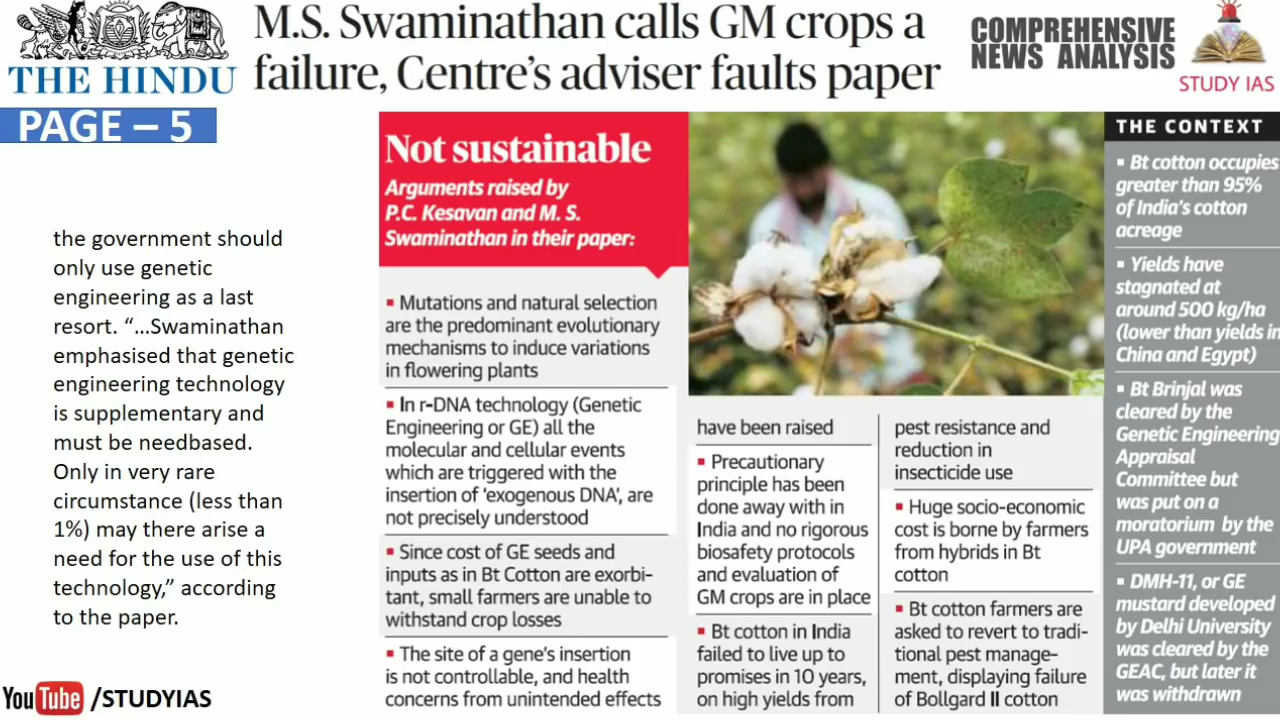 THE HINDU
M.S. Swaminathan calls GM crops a
failure, Centre's adviser faults paper
COMPREHENSIVE
NEWS ANALYSIS
STUDY IAS
PAGE – 5
the government should
only use genetic
engineering as a last
resort. “...Swaminathan
emphasised that genetic
engineering technology
is supplementary and
must be needbased.
Only in very rare
circumstance (less than
1%) may there arise a
need for the use of this
technology,” according
to the paper.
YouTube/STUDYIAS
Not sustainable
Arguments raised by
P.C. Kesavan and M. S.
Swaminathan in their paper:
▪ Mutations and natural selection
are the predominant evolutionary
mechanisms to induce variations
in flowering plants
▪ In r-DNA technology (Genetic
Engineering or GE) all the
molecular and cellular events
which are triggered with the
insertion of ‘exogenous DNA’, are
not precisely understood
▪ Since cost of GE seeds and
inputs as in Bt Cotton are exorbi-
tant, small farmers are unable to
withstand crop losses
▪ The site of a gene's insertion
is not controllable, and health
concerns from unintended effects
have been raised
▪ Precautionary
principle has been
done away with in
India and no rigorous
biosafety protocols
and evaluation of
GM crops are in place
▪ Bt cotton in India
failed to live up to
promises in 10 years,
on high yields from
pest resistance and
reduction in
insecticide use
▪ Huge socio-economic
cost is borne by farmers
from hybrids in Bt
cotton
▪ Bt cotton farmers are
asked to revert to tradi-
tional pest manage-
ment, displaying failure
of Bollgard II cotton
THE CONTEXT
▪ Bt cotton occupies
greater than 95%
of India's cotton
acreage
▪ Yields have
stagnated at
around 500 kg/ha
(lower than yields in
China and Egypt)
▪ Bt Brinjal was
cleared by the
Genetic Engineering
Appraisal
Committee but
was put on a
moratorium by the
UPA government
▪ DMH-11, or GE
mustard developed
by Delhi University
was cleared by the
GEAC, but later it
was withdrawn